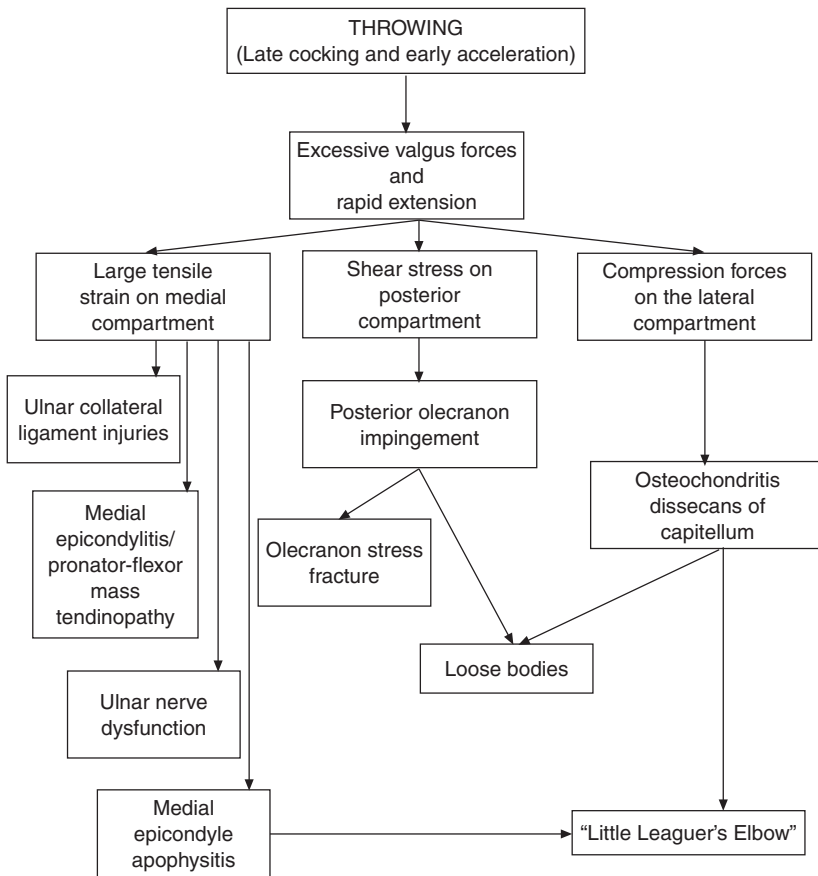 THROWING
(Late cocking and early acceleration)
Excessive valgus forces
and
rapid extension
Large tensile
strain on medial
compartment
Shear stress on
posterior
compartment
Compression forces
on the lateral
compartment
Ulnar collateral
ligament injuries
Posterior olecranon
impingement
Osteochondritis
dissecans of
capitellum
Medial
epicondylitis/
pronator-flexor
mass
tendinopathy
Olecranon stress
fracture
Loose bodies
Ulnar nerve
dysfunction
Medial
epicondyle
apophysitis
“Little Leaguer’s Elbow”